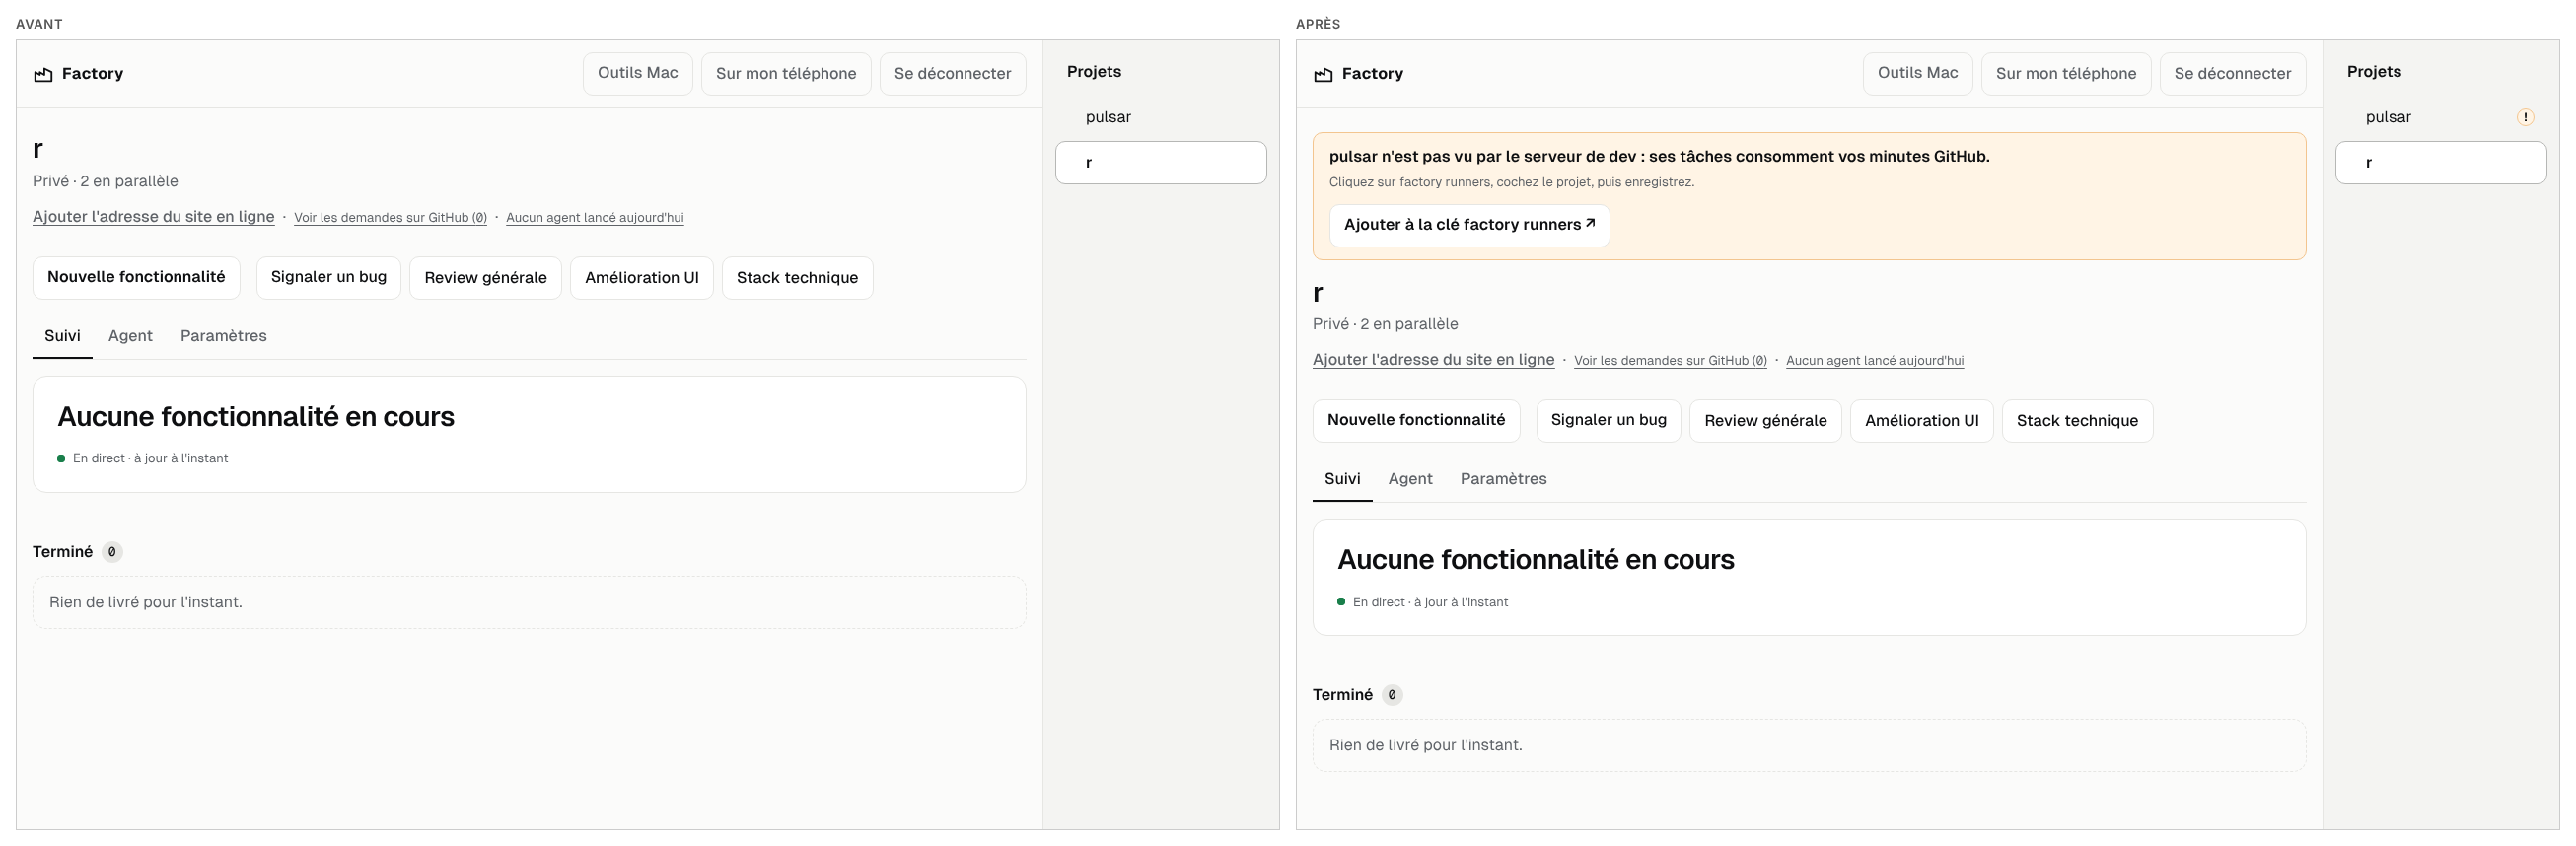 AVANT
Factory
Outils Mac
Sur mon téléphone
Se déconnecter
r
Privé · 2 en parallèle
Ajouter l'adresse du site en ligne · Voir les demandes sur GitHub (0) · Aucun agent lancé aujourd'hui
Nouvelle fonctionnalité
Signaler un bug
Review générale
Amélioration UI
Stack technique
Suivi
Agent
Paramètres
Aucune fonctionnalité en cours
En direct · à jour à l'instant
Terminé 0
Rien de livré pour l'instant.
Projets
pulsar
r
APRÈS
Factory
Outils Mac
Sur mon téléphone
Se déconnecter
pulsar n'est pas vu par le serveur de dev : ses tâches consomment vos minutes GitHub.
Cliquez sur factory runners, cochez le projet, puis enregistrez.
Ajouter à la clé factory runners ↗
r
Privé · 2 en parallèle
Ajouter l'adresse du site en ligne · Voir les demandes sur GitHub (0) · Aucun agent lancé aujourd'hui
Nouvelle fonctionnalité
Signaler un bug
Review générale
Amélioration UI
Stack technique
Suivi
Agent
Paramètres
Aucune fonctionnalité en cours
En direct · à jour à l'instant
Terminé 0
Rien de livré pour l'instant.
Projets
pulsar !
r